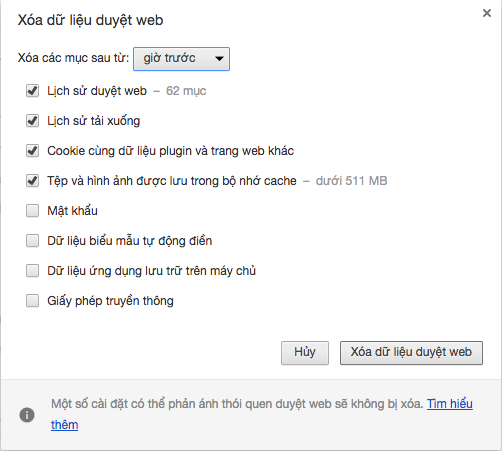 Xóa dữ liệu duyệt web
Xóa các mục sau từ: giờ trước
Lịch sử duyệt web – 62 mục
Lịch sử tải xuống
Cookie cùng dữ liệu plugin và trang web khác
Tệp và hình ảnh được lưu trong bộ nhớ cache – dưới 511 MB
Mật khẩu
Dữ liệu biểu mẫu tự động điền
Dữ liệu ứng dụng lưu trữ trên máy chủ
Giấy phép truyền thông
Hủy Xóa dữ liệu duyệt web
Một số cài đặt có thể phản ánh thói quen duyệt web sẽ không bị xóa. Tìm hiểu
thêm